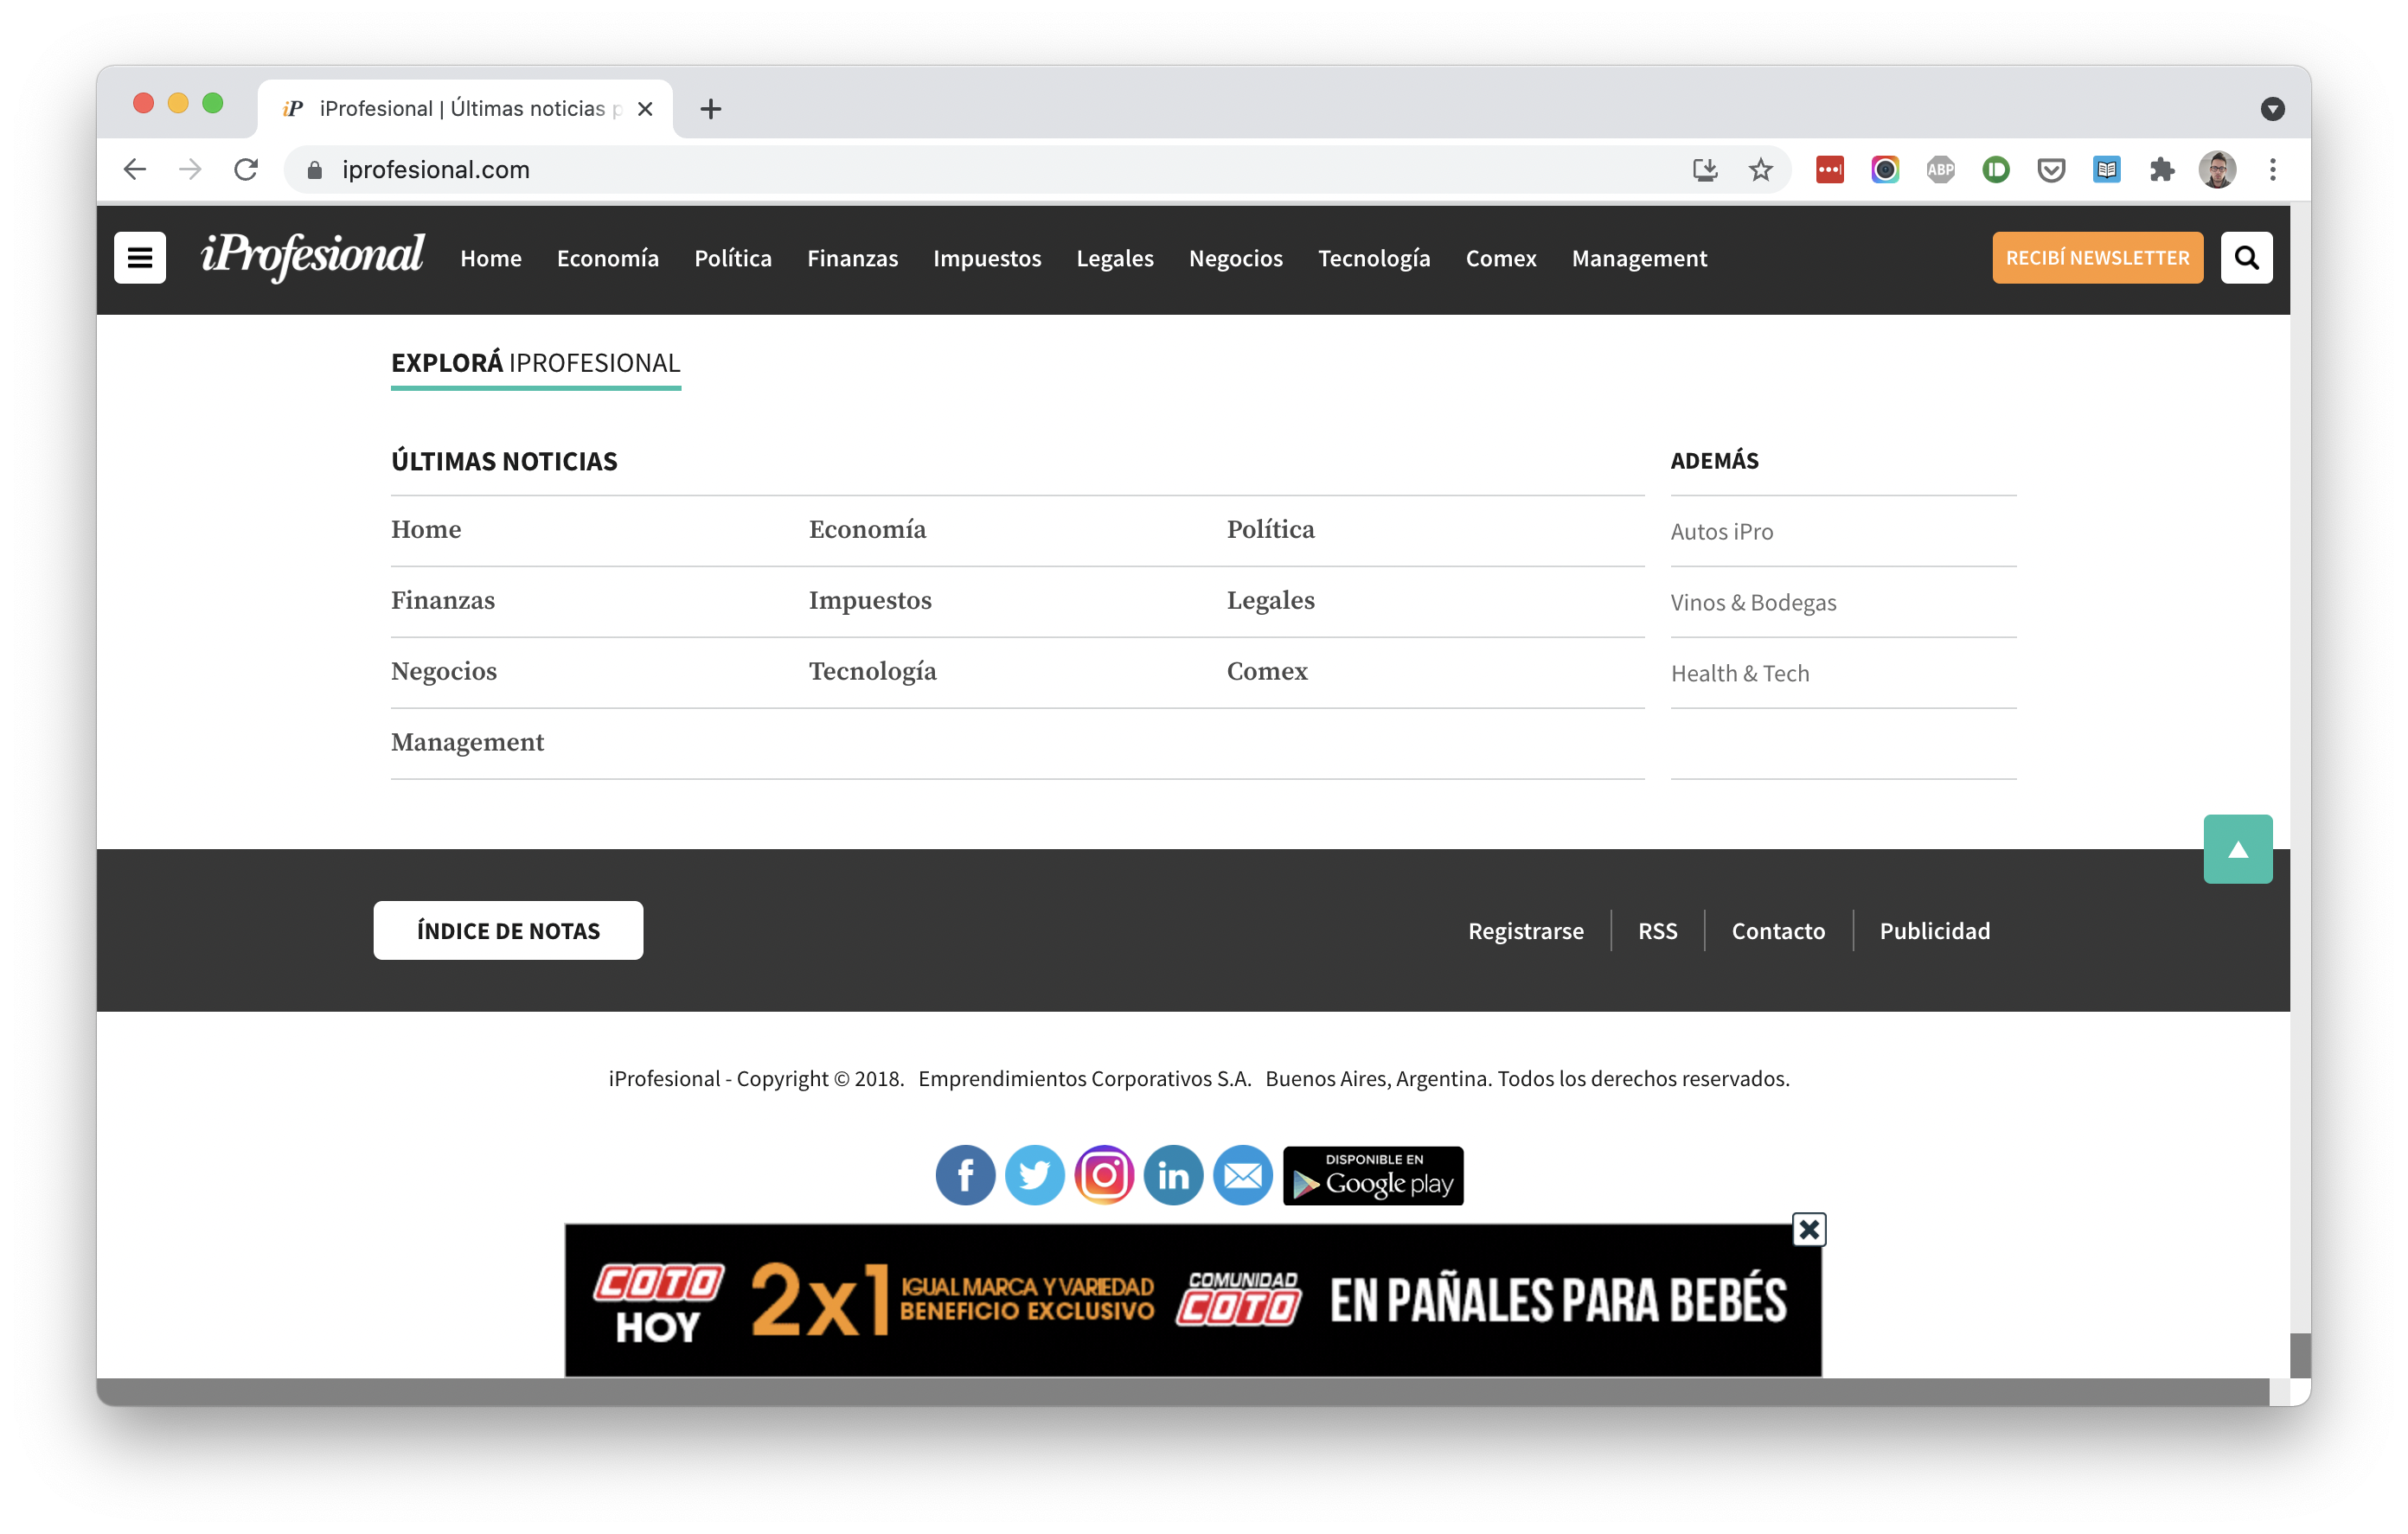 iP iProfesional | Últimas noticias p
iprofesional.com
ABP
iProfesional Home Economía Política Finanzas Impuestos Legales Negocios Tecnología Comex Management RECIBÍ NEWSLETTER
EXPLORÁ IPROFESIONAL
ÚLTIMAS NOTICIAS
Home Economía Política
Finanzas Impuestos Legales
Negocios Tecnología Comex
Management
ADEMÁS
Autos iPro
Vinos & Bodegas
Health & Tech
ÍNDICE DE NOTAS Registrarse RSS Contacto Publicidad
iProfesional - Copyright © 2018. Emprendimientos Corporativos S.A. Buenos Aires, Argentina. Todos los derechos reservados.
DISPONIBLE EN
Google play
COTO
HOY
2x1
IGUAL MARCA Y VARIEDAD
BENEFICIO EXCLUSIVO
COMUNIDAD
COTO
EN PAÑALES PARA BEBÉS